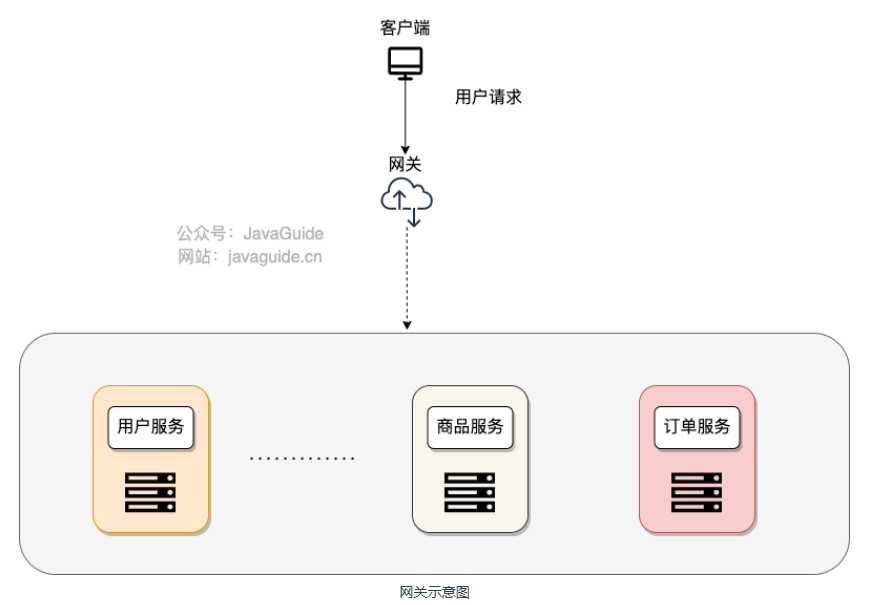 客户端
用户请求
网关
公众号：JavaGuide
网站：javaguide.cn
用户服务
商品服务
订单服务
网关示意图